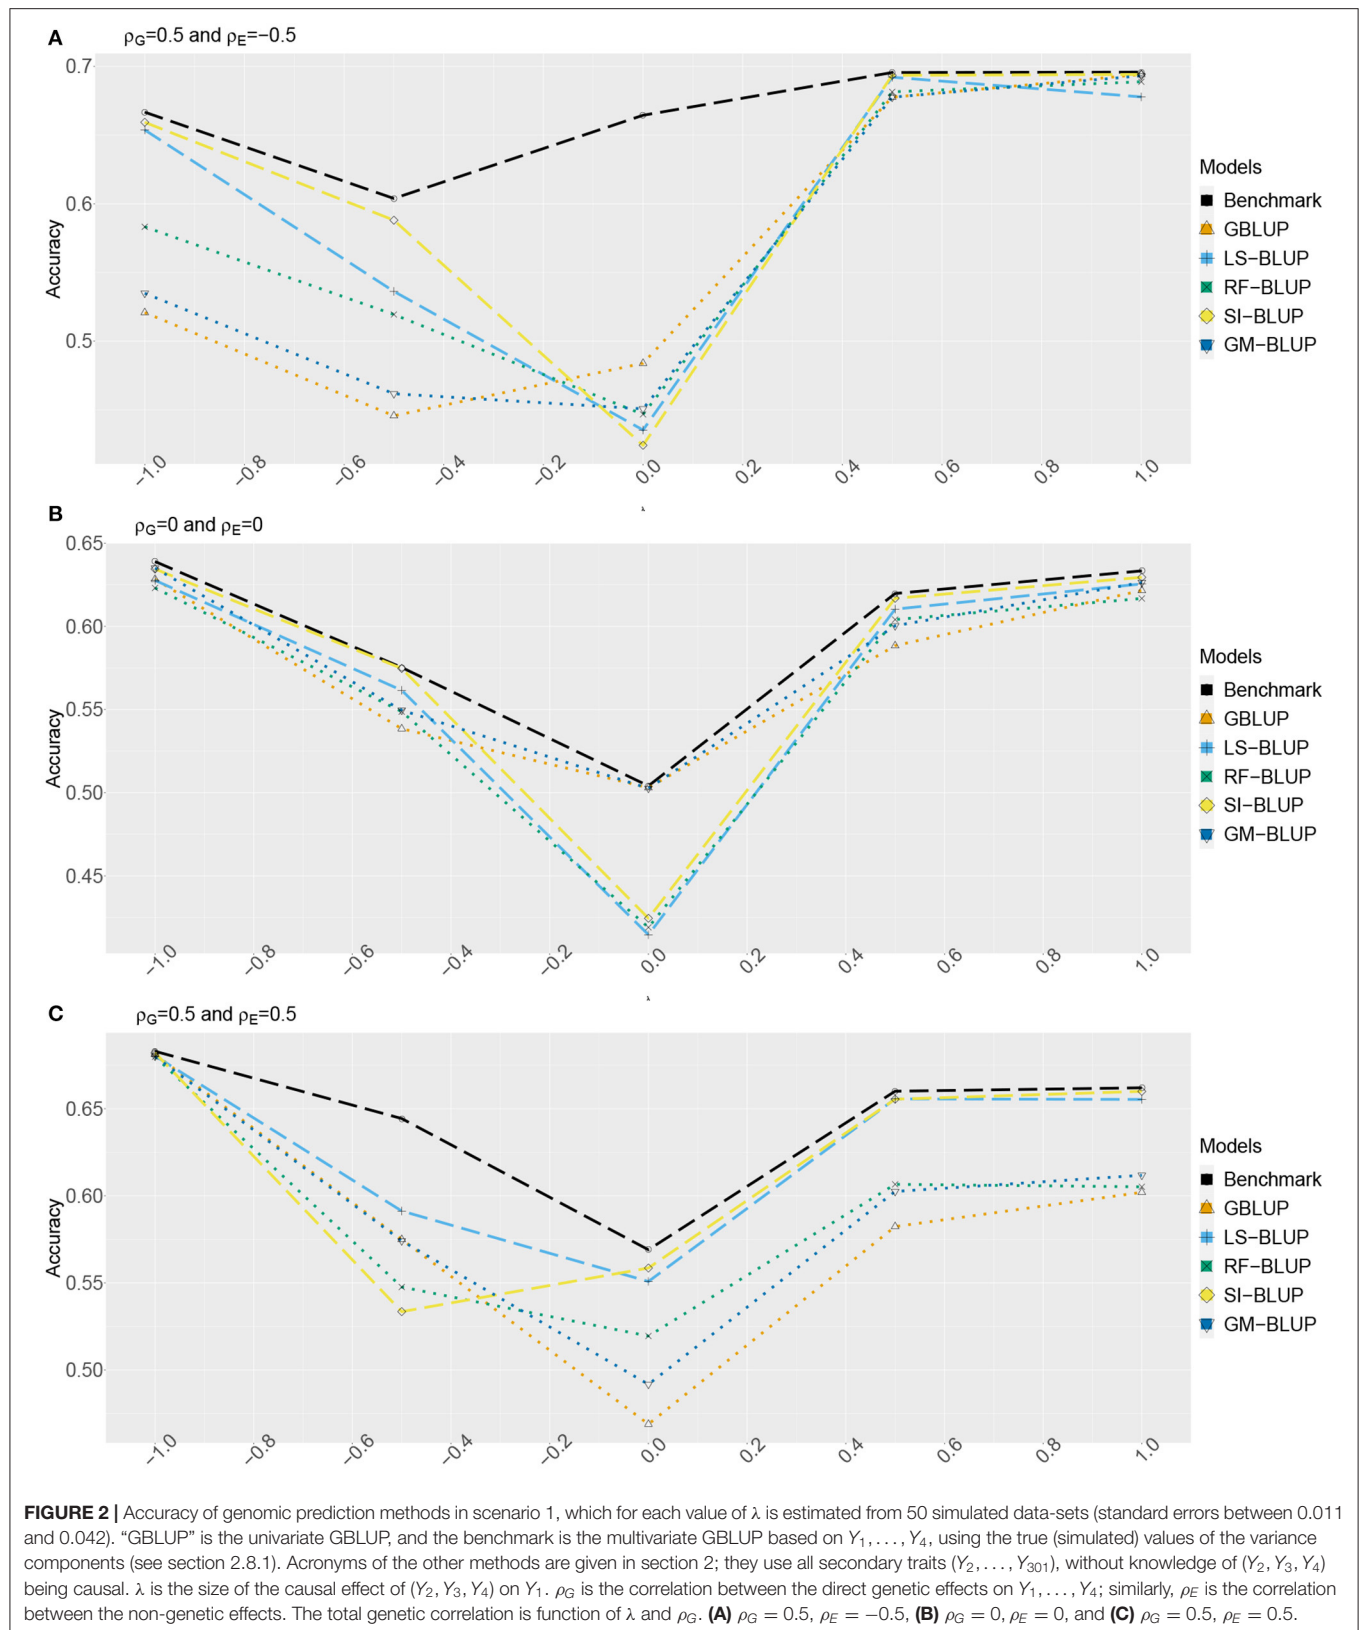 A
ρG=0.5 and ρE=−0.5
0.7
0.6
0.5
Accuracy
−1.0 −0.8 −0.6 −0.4 −0.2 0.0 0.2 0.4 0.6 0.8 1.0
λ
Models
Benchmark
GBLUP
LS−BLUP
RF−BLUP
SI−BLUP
GM−BLUP
B
ρG=0 and ρE=0
0.65
0.60
0.55
0.50
0.45
Accuracy
−1.0 −0.8 −0.6 −0.4 −0.2 0.0 0.2 0.4 0.6 0.8 1.0
λ
Models
Benchmark
GBLUP
LS−BLUP
RF−BLUP
SI−BLUP
GM−BLUP
C
ρG=0.5 and ρE=0.5
0.65
0.60
0.55
0.50
Accuracy
−1.0 −0.8 −0.6 −0.4 −0.2 0.0 0.2 0.4 0.6 0.8 1.0
Models
Benchmark
GBLUP
LS−BLUP
RF−BLUP
SI−BLUP
GM−BLUP
FIGURE 2 | Accuracy of genomic prediction methods in scenario 1, which for each value of λ is estimated from 50 simulated data-sets (standard errors between 0.011
and 0.042). “GBLUP” is the univariate GBLUP, and the benchmark is the multivariate GBLUP based on Y1, . . . , Y4, using the true (simulated) values of the variance
components (see section 2.8.1). Acronyms of the other methods are given in section 2; they use all secondary traits (Y2, . . . , Y301), without knowledge of (Y2, Y3, Y4)
being causal. λ is the size of the causal effect of (Y2, Y3, Y4) on Y1. ρG is the correlation between the direct genetic effects on Y1, . . . , Y4; similarly, ρE is the correlation
between the non-genetic effects. The total genetic correlation is function of λ and ρG. (A) ρG = 0.5, ρE = −0.5, (B) ρG = 0, ρE = 0, and (C) ρG = 0.5, ρE = 0.5.